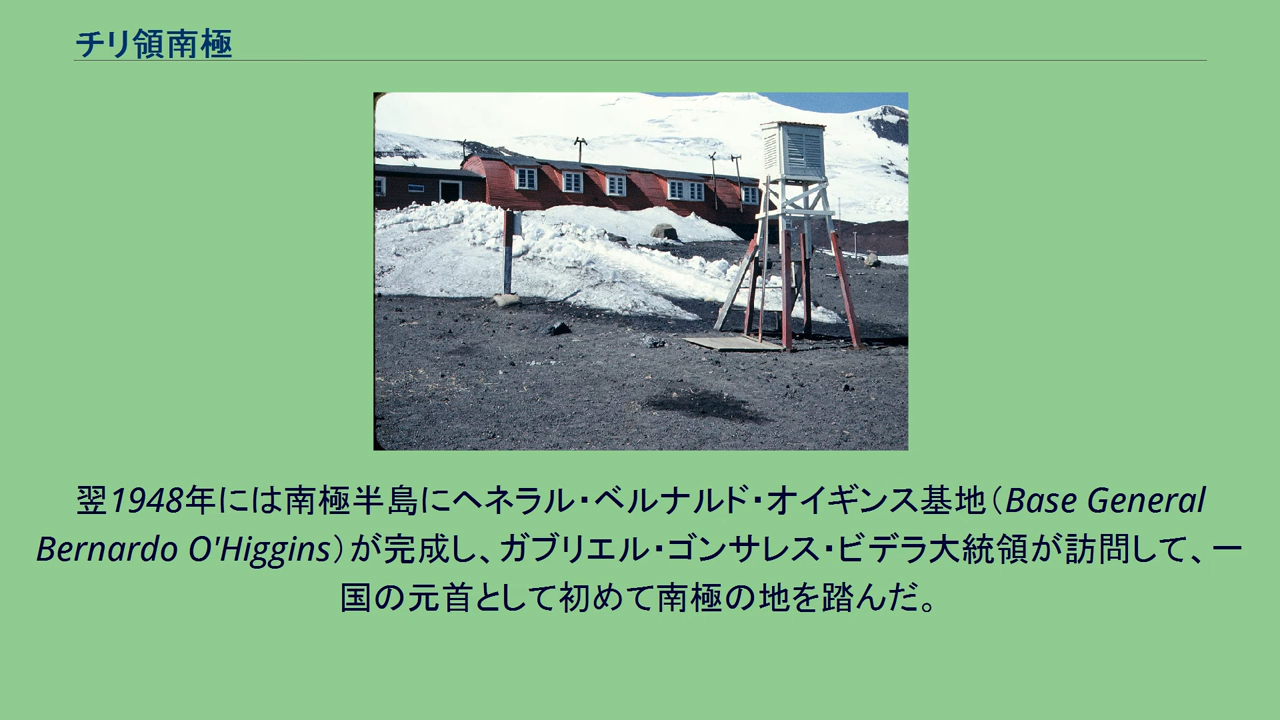 チリ領南極
翌1948年には南極半島にヘネラル・ベルナルド・オイギンス基地（Base General
Bernardo O'Higgins）が完成し、ガブリエル・ゴンサレス・ビデラ大統領が訪問して、一
国の元首として初めて南極の地を踏んだ。